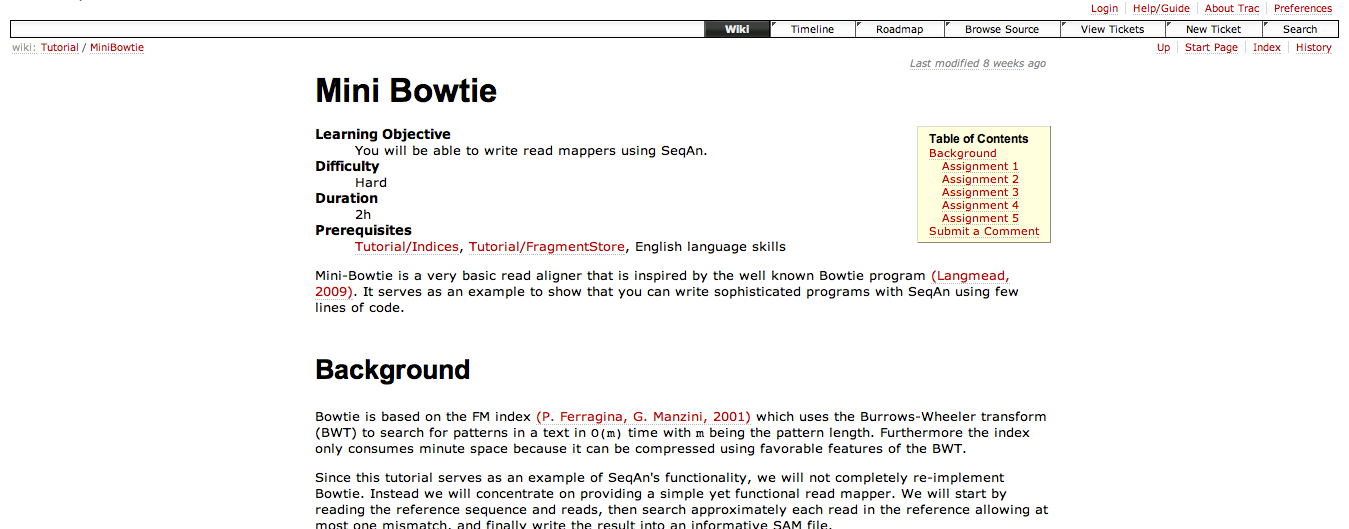 Login Help/Guide About Trac Preferences
Wiki Timeline Roadmap Browse Source View Tickets New Ticket Search
wiki: Tutorial / MiniBowtie
Up Start Page Index History
Last modified 8 weeks ago
Mini Bowtie
Learning Objective
You will be able to write read mappers using SeqAn.
Difficulty
Hard
Duration
2h
Prerequisites
Tutorial/Indices, Tutorial/FragmentStore, English language skills
Table of Contents
Background
Assignment 1
Assignment 2
Assignment 3
Assignment 4
Assignment 5
Submit a Comment
Mini-Bowtie is a very basic read aligner that is inspired by the well known Bowtie program (Langmead,
2009). It serves as an example to show that you can write sophisticated programs with SeqAn using few
lines of code.
Background
Bowtie is based on the FM index (P. Ferragina, G. Manzini, 2001) which uses the Burrows-Wheeler transform
(BWT) to search for patterns in a text in O(m) time with m being the pattern length. Furthermore the index
only consumes minute space because it can be compressed using favorable features of the BWT.
Since this tutorial serves as an example of SeqAn's functionality, we will not completely re-implement
Bowtie. Instead we will concentrate on providing a simple yet functional read mapper. We will start by
reading the reference sequence and reads, then search approximately each read in the reference allowing at
most one mismatch, and finally write the result into an informative SAM file.